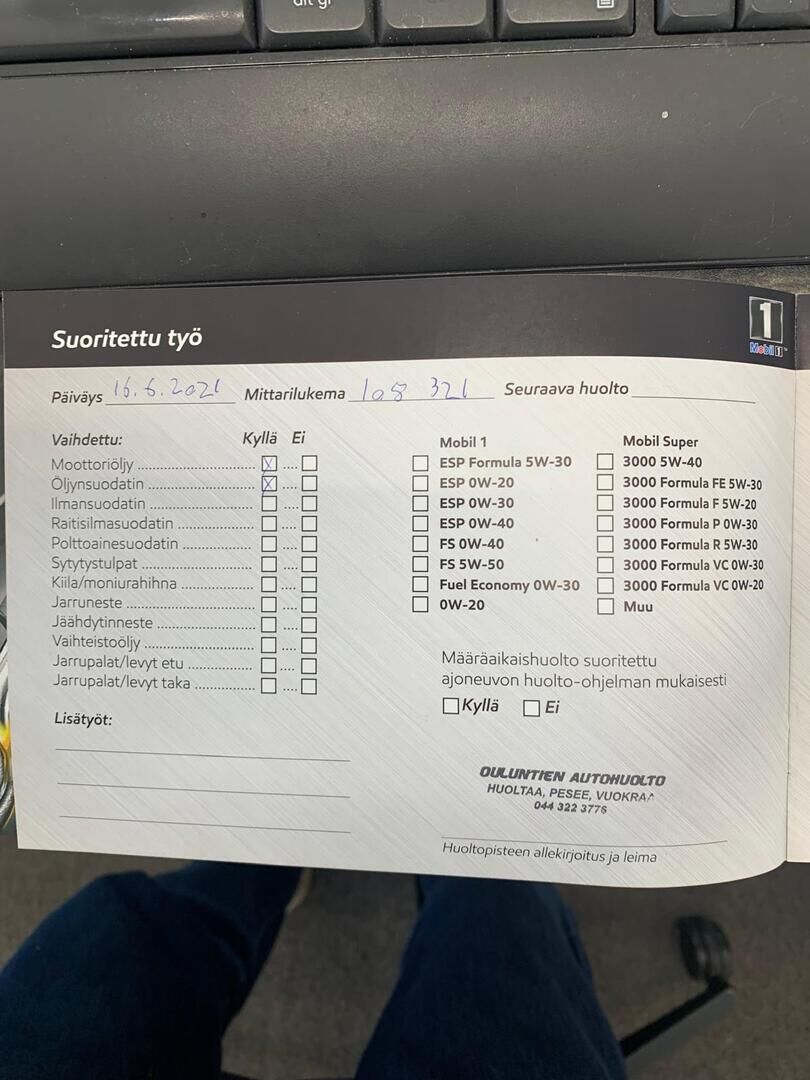 alt gr
Suoritettu työ
1
Mobil 1
Päiväys 16.6.2021 Mittarilukema 108 321 Seuraava huolto
Vaihdettu: Kyllä Ei
Moottoriöljy
Öljynsuodatin
Ilmansuodatin
Raitisilmasuodatin
Polttoainesuodatin
Sytytystulpat
Kiila/moniurahihna
Jarruneste
Jäähdytinneste
Vaihteistoöljy
Jarrupalat/levyt etu
Jarrupalat/levyt taka
Lisätyöt:
Mobil 1
ESP Formula 5W-30
ESP 0W-20
ESP 0W-30
ESP 0W-40
FS 0W-40
FS 5W-50
Fuel Economy 0W-30
0W-20
Mobil Super
3000 5W-40
3000 Formula FE 5W-30
3000 Formula F 5W-20
3000 Formula P 0W-30
3000 Formula R 5W-30
3000 Formula VC 0W-30
3000 Formula VC 0W-20
Muu
Määräaikaishuolto suoritettu
ajoneuvon huolto-ohjelman mukaisesti
Kyllä Ei
OULUNTIEN AUTOHUOLTO
HUOLTAA, PESEE, VUOKRAA
044 322 3776
Huoltopisteen allekirjoitus ja leima